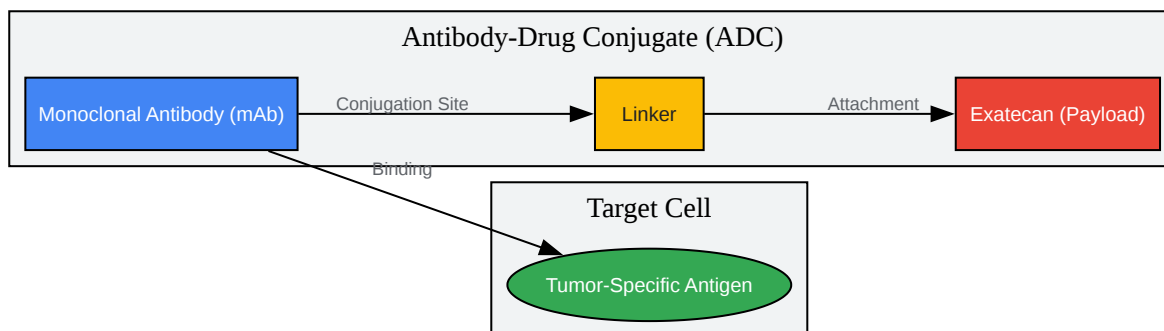 Antibody-Drug Conjugate (ADC)
Monoclonal Antibody (mAb)
Conjugation Site
Linker
Attachment
Exatecan (Payload)
Binding
Target Cell
Tumor-Specific Antigen